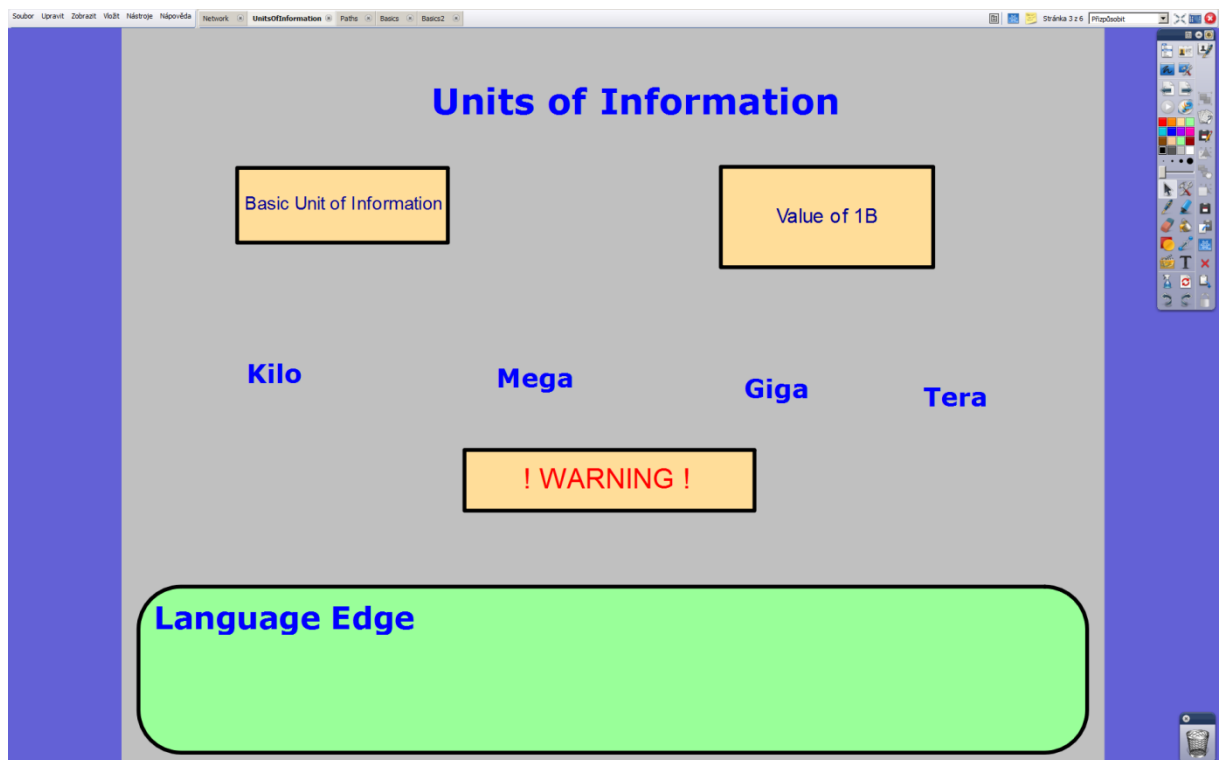 Soubor Upravit Zobrazit Vložit Nástroje Nápověda Network UnitsOfInformation Paths Basics Basics2 Stránka 3 z 6 Přizpůsobit
Units of Information
Basic Unit of Information
Value of 1B
Kilo
Mega
Giga
Tera
! WARNING !
Language Edge